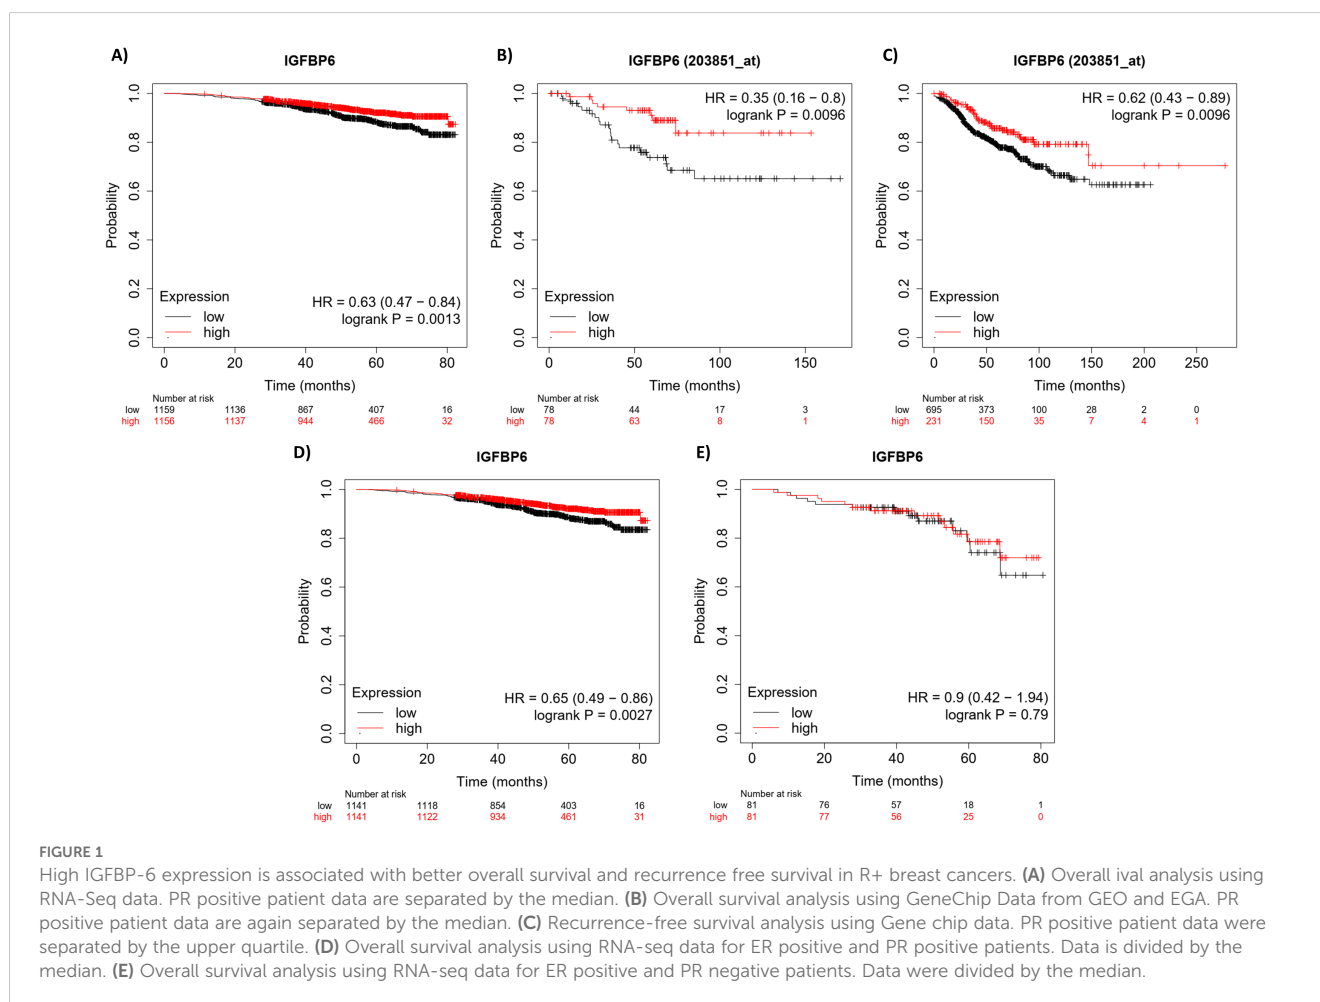 A)
IGFBP6
Probability
1.0
0.8
0.6
0.4
0.2
0.0
Expression
low
high
HR = 0.63 (0.47 − 0.84)
logrank P = 0.0013
0 20 40 60 80
Time (months)
Number at risk
low 1159 1136 867 407 16
high 1156 1137 944 466 32
B)
IGFBP6 (203851_at)
Probability
1.0
0.8
0.6
0.4
0.2
0.0
HR = 0.35 (0.16 − 0.8)
logrank P = 0.0096
Expression
low
high
0 50 100 150
Time (months)
Number at risk
low 78 44 17 3
high 78 63 8 1
C)
IGFBP6 (203851_at)
Probability
1.0
0.8
0.6
0.4
0.2
0.0
HR = 0.62 (0.43 − 0.89)
logrank P = 0.0096
Expression
low
high
0 50 100 150 200 250
Time (months)
Number at risk
low 695 373 100 28 2 0
high 231 150 35 7 4 1
D)
IGFBP6
Probability
1.0
0.8
0.6
0.4
0.2
0.0
Expression
low
high
HR = 0.65 (0.49 − 0.86)
logrank P = 0.0027
0 20 40 60 80
Time (months)
Number at risk
low 1141 1118 854 403 16
high 1141 1122 934 461 31
E)
IGFBP6
Probability
1.0
0.8
0.6
0.4
0.2
0.0
Expression
low
high
HR = 0.9 (0.42 − 1.94)
logrank P = 0.79
0 20 40 60 80
Time (months)
Number at risk
low 81 76 57 18 1
high 81 77 56 25 0
FIGURE 1
High IGFBP-6 expression is associated with better overall survival and recurrence free survival in R+ breast cancers. (A) Overall ival analysis using
RNA-Seq data. PR positive patient data are separated by the median. (B) Overall survival analysis using GeneChip Data from GEO and EGA. PR
positive patient data are again separated by the median. (C) Recurrence-free survival analysis using Gene chip data. PR positive patient data were
separated by the upper quartile. (D) Overall survival analysis using RNA-seq data for ER positive and PR positive patients. Data is divided by the
median. (E) Overall survival analysis using RNA-seq data for ER positive and PR negative patients. Data were divided by the median.